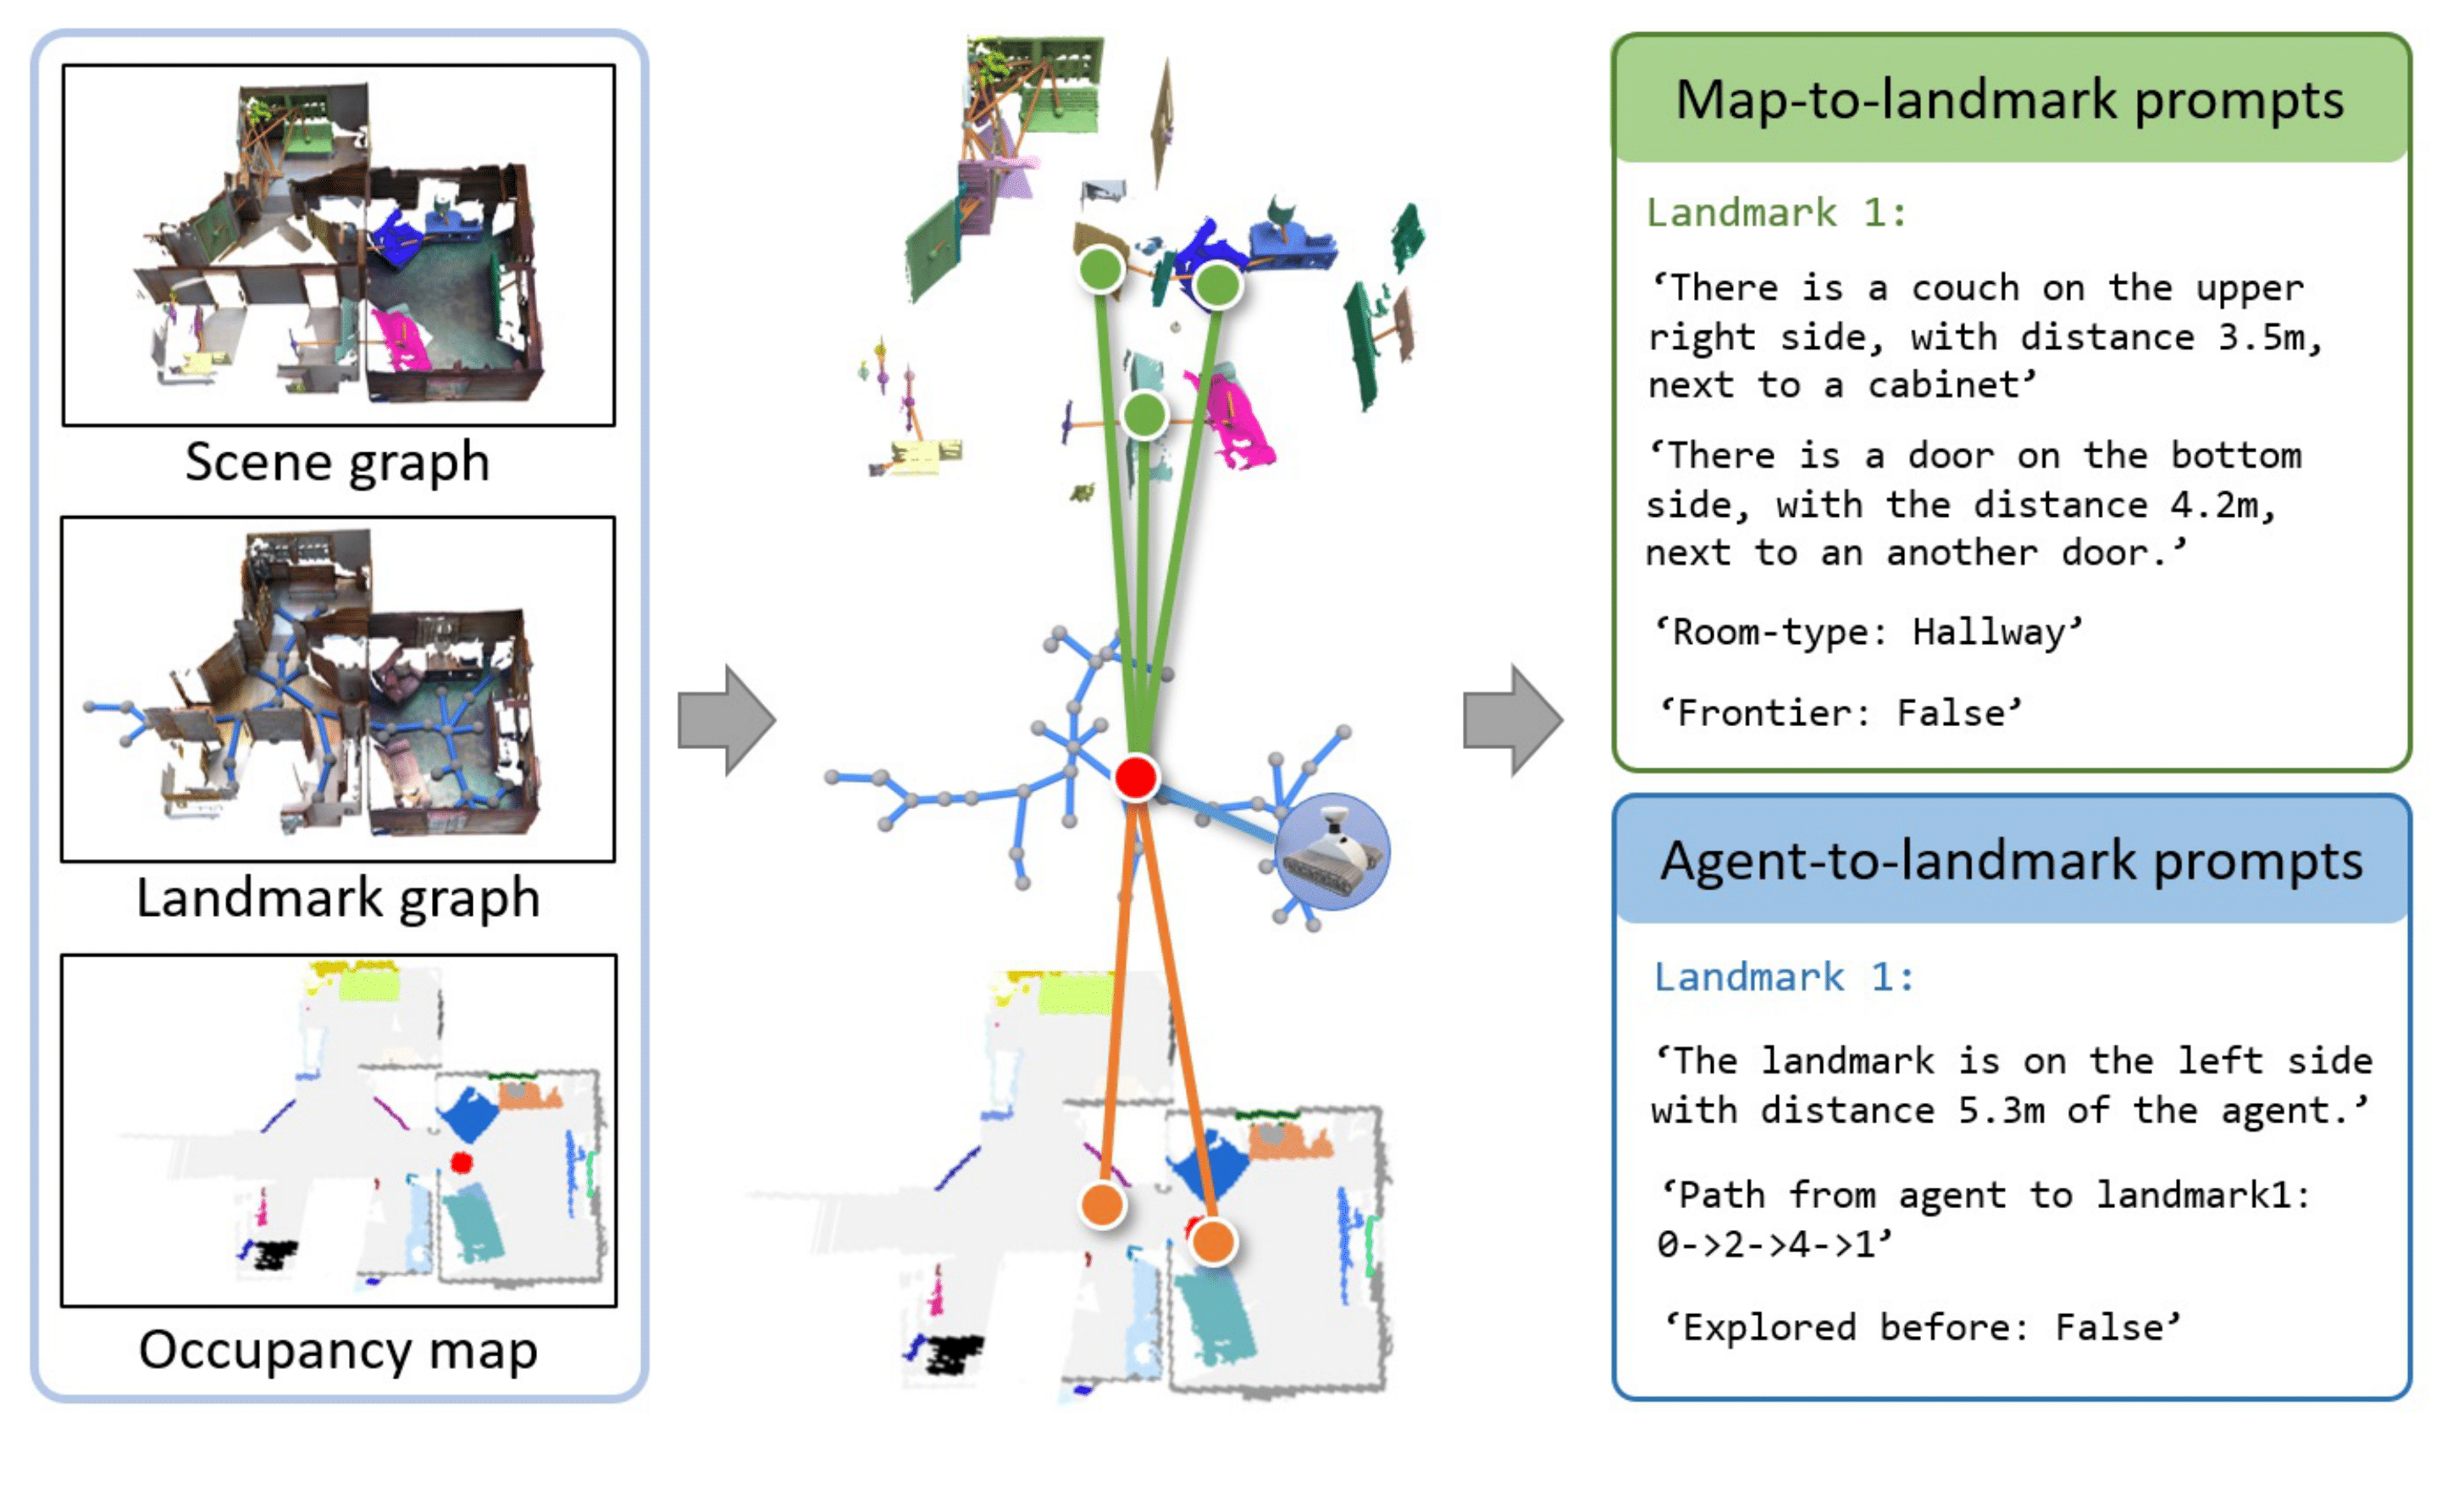 Scene graph
Landmark graph
Occupancy map
Map-to-landmark prompts
Landmark 1:
‘There is a couch on the upper
right side, with distance 3.5m,
next to a cabinet’
‘There is a door on the bottom
side, with the distance 4.2m,
next to an another door.’
‘Room-type: Hallway’
‘Frontier: False’
Agent-to-landmark prompts
Landmark 1:
‘The landmark is on the left side
with distance 5.3m of the agent.’
‘Path from agent to landmark1:
0->2->4->1’
‘Explored before: False’